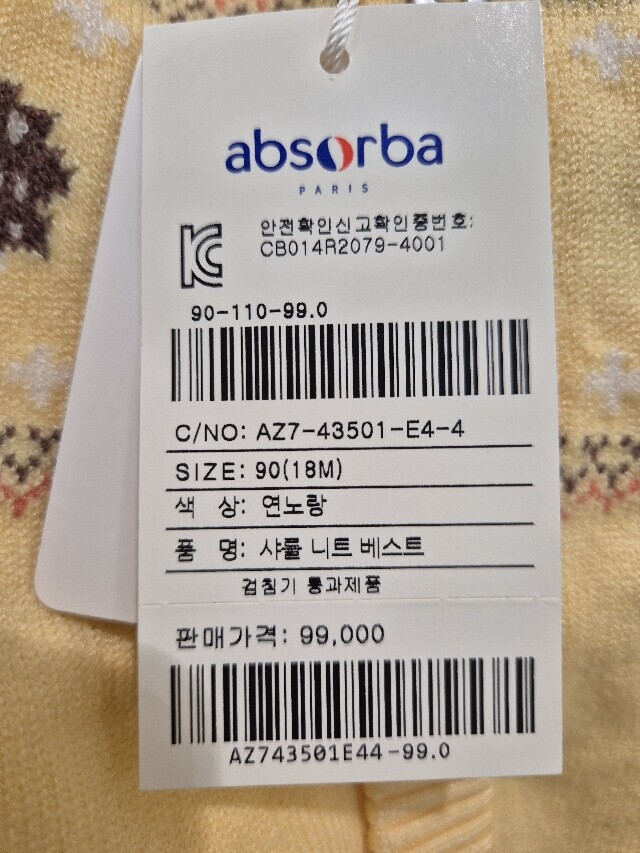 absorba
PARIS
안전확인신고확인증번호:
CB014R2079-4001
90-110-99.0
C/NO: AZ7-43501-E4-4
SIZE: 90(18M)
색 상: 연노랑
품 명: 샤를 니트 베스트
검침기 통과제품
판매가격: 99,000
AZ743501E44-99.0